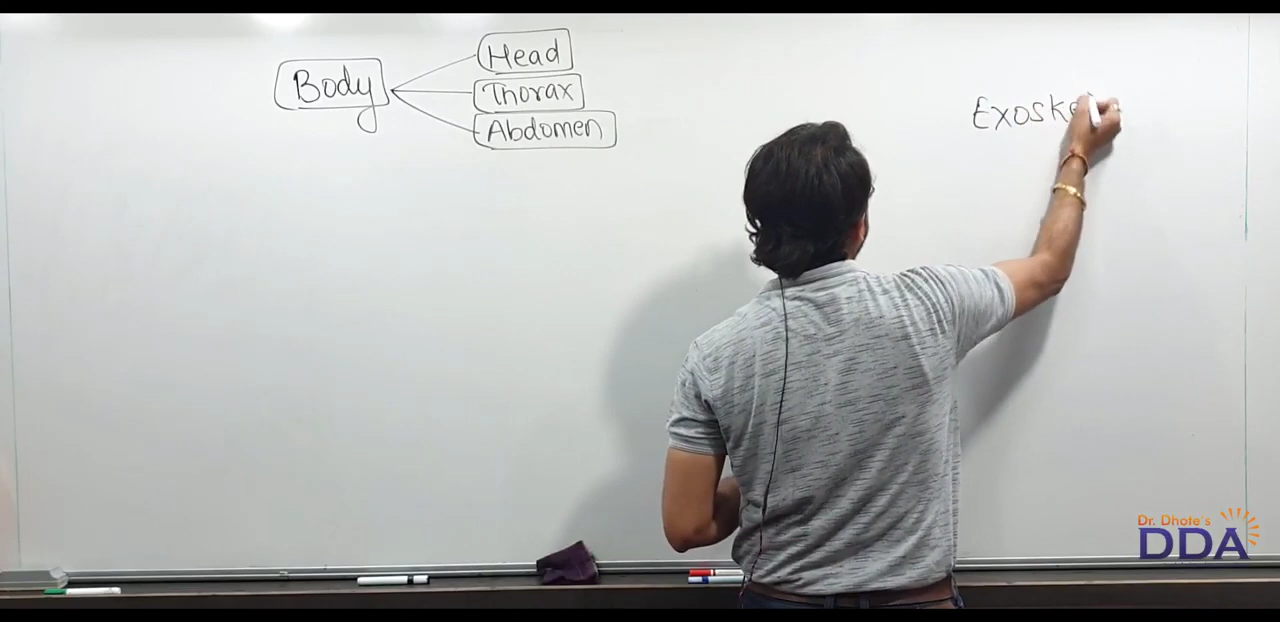 Body
Head
Thorax
Abdomen
Exoske
Dr. Dhote's
DDA